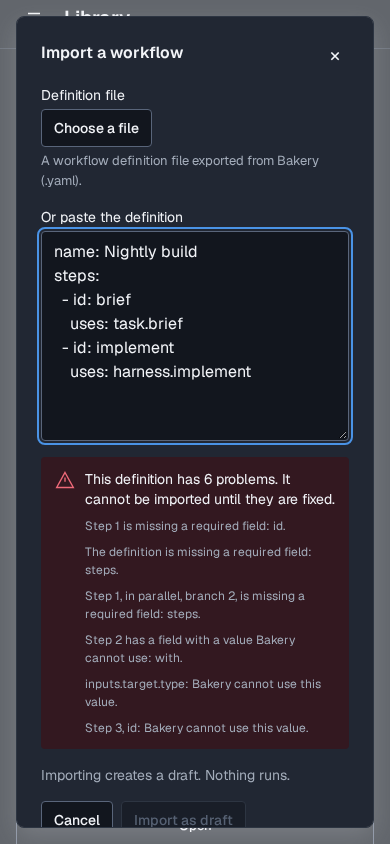 Library
Import a workflow
×
Definition file
Choose a file
A workflow definition file exported from Bakery
(.yaml).
Or paste the definition
name: Nightly build
steps:
  - id: brief
    uses: task.brief
  - id: implement
    uses: harness.implement
This definition has 6 problems. It
cannot be imported until they are fixed.
Step 1 is missing a required field: id.
The definition is missing a required field:
steps.
Step 1, in parallel, branch 2, is missing a
required field: steps.
Step 2 has a field with a value Bakery
cannot use: with.
inputs.target.type: Bakery cannot use this
value.
Step 3, id: Bakery cannot use this value.
Importing creates a draft. Nothing runs.
Cancel
Import as draft
Open